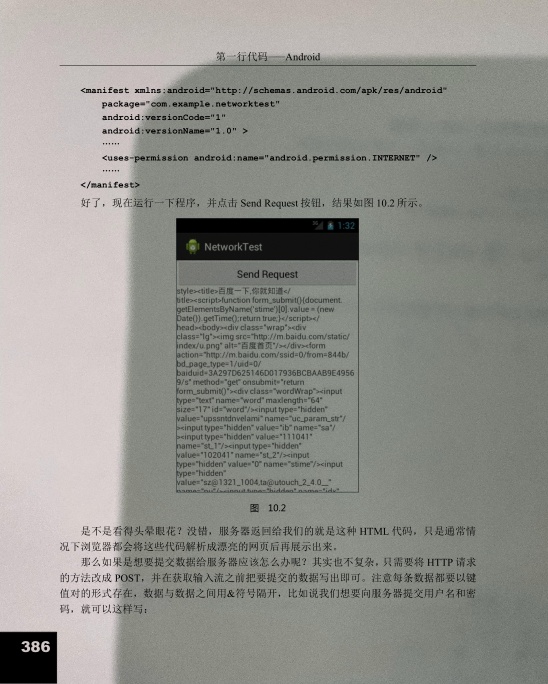 第一行代码——Android
<manifest xmlns:android="http://schemas.android.com/apk/res/android"
package="com.example.networktest"
android:versionCode="1"
android:versionName="1.0" >
……
<uses-permission android:name="android.permission.INTERNET" />
……
</manifest>
好了，现在运行一下程序，并点击 Send Request 按钮，结果如图 10.2 所示。
1:32
NetworkTest
Send Request
style><title>百度一下,你就知道</
title><script>function form_submit(){document.
getElementsByName('stime')[0].value = (new
Date()).getTime();return true;}</script></
head><body><div class="wrap"><div
class="lg"><img src="http://m.baidu.com/static/
index/u.png" alt="百度首页"/></div><form
action="http://m.baidu.com/ssid=0/from=844b/
bd_page_type=1/uid=0/
baiduid=3A297D625146D017936BCBAAB9E4956
9/s" method="get" onsubmit="return
form_submit()"><div class="wordWrap"><input
type="text" name="word" maxlength="64"
size="17" id="word"/><input type="hidden"
value="upssntdnvelami" name="uc_param_str"/
><input type="hidden" value="ib" name="sa"/
><input type="hidden" value="111041"
name="st_1"/><input type="hidden"
value="102041" name="st_2"/><input
type="hidden" value="0" name="stime"/><input
type="hidden"
value="sz@1321_1004,ta@utouch_2_4.0__"
name="pu"/><input type="hidden" name="idx"
图 10.2
是不是看得头晕眼花？没错，服务器返回给我们的就是这种 HTML 代码，只是通常情
况下浏览器都会将这些代码解析成漂亮的网页后再展示出来。
那么如果是想要提交数据给服务器应该怎么办呢？其实也不复杂，只需要将 HTTP 请求
的方法改成 POST，并在获取输入流之前把要提交的数据写出即可。注意每条数据都要以键
值对的形式存在，数据与数据之间用&符号隔开，比如说我们想要向服务器提交用户名和密
码，就可以这样写：
386